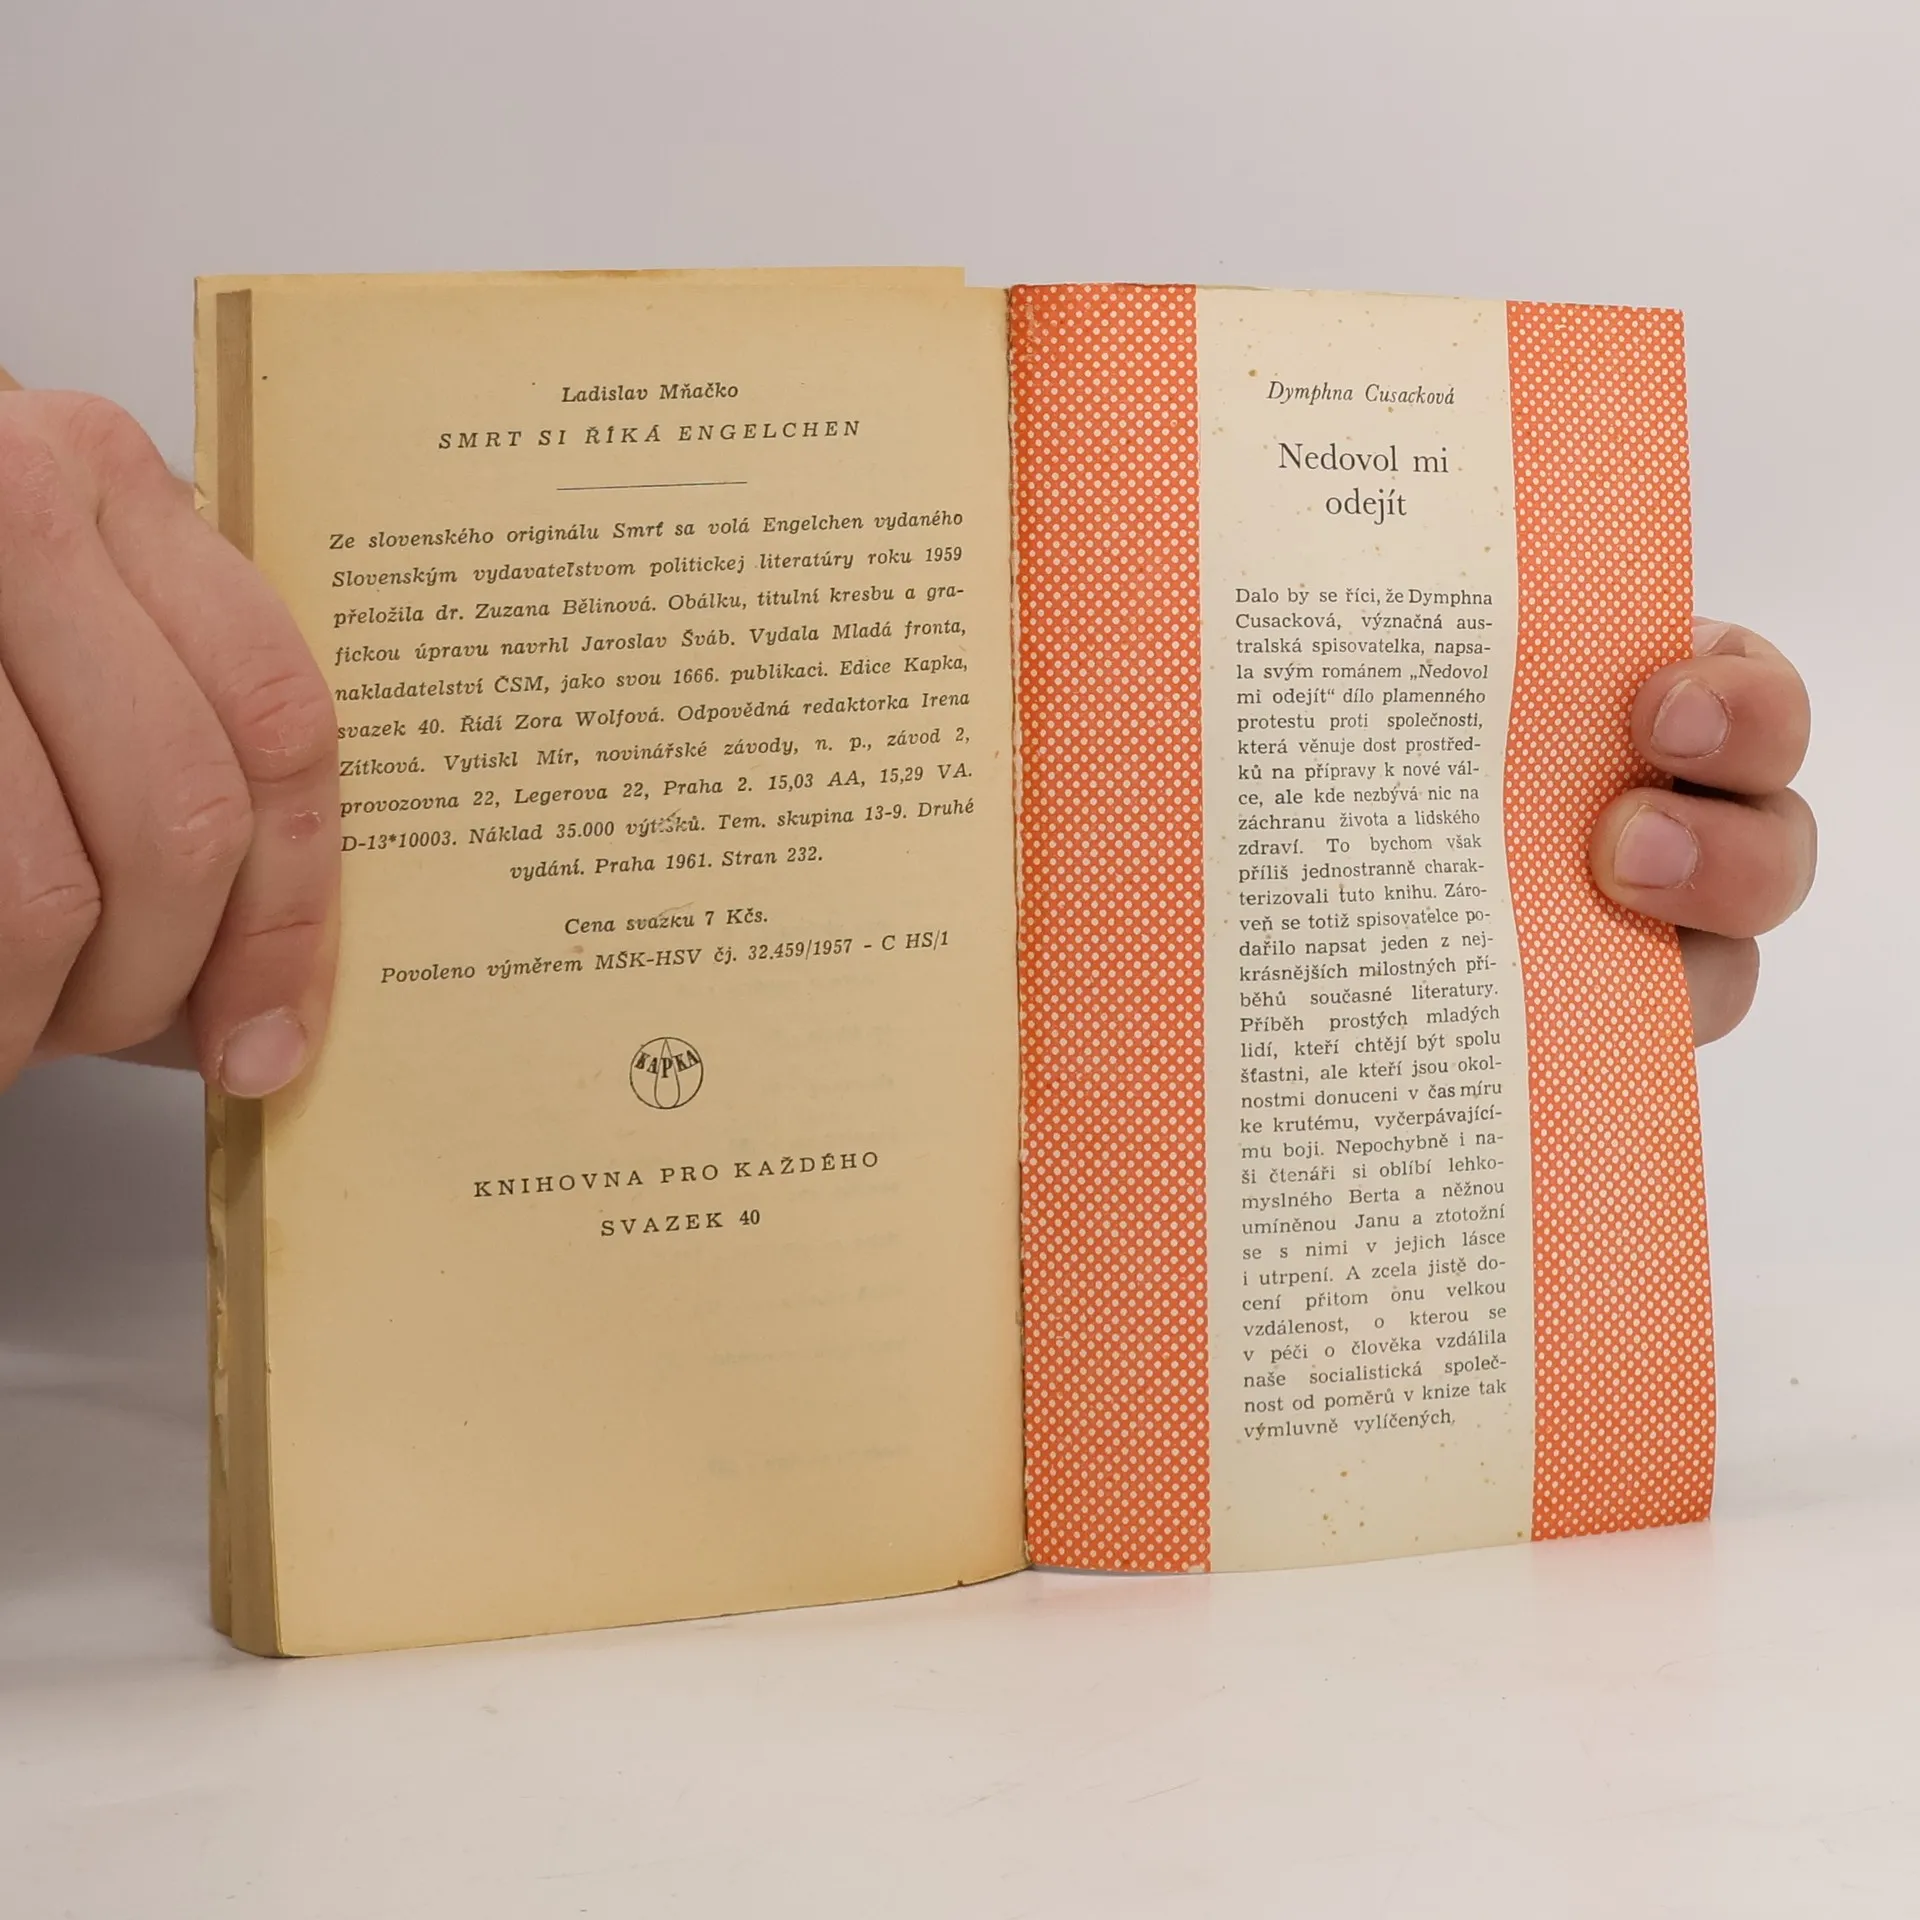 Ladislav Mňačko
SMRT SI ŘÍKÁ ENGELCHEN
Ze slovenského originálu Smrť sa volá Engelchen vydaného
Slovenským vydavateľstvom politickej literatúry roku 1959
přeložila dr. Zuzana Bělinová. Obálku, titulní kresbu a gra-
fickou úpravu navrhl Jaroslav Šváb. Vydala Mladá fronta,
nakladatelství ČSM, jako svou 1666. publikaci. Edice Kapka,
svazek 40. Řídí Zora Wolfová. Odpovědná redaktorka Irena
Zítková. Vytiskl Mír, novinářské závody, n. p., závod 2,
provozovna 22, Legerova 22, Praha 2. 15,03 AA, 15,29 VA.
D-13*10003. Náklad 35.000 výtisků. Tem. skupina 13-9. Druhé
vydání. Praha 1961. Stran 232.
Cena svazku 7 Kčs.
Povoleno výměrem MŠK-HSV čj. 32.459/1957 - C HS/1
KAPKA
KNIHOVNA PRO KAŽDÉHO
SVAZEK 40
Dymphna Cusacková
Nedovol mi
odejít
Dalo by se říci, že Dymphna
Cusacková, význačná aus-
tralská spisovatelka, napsa-
la svým románem „Nedovol
mi odejít“ dílo plamenného
protestu proti společnosti,
která věnuje dost prostřed-
ků na přípravy k nové vál-
ce, ale kde nezbývá nic na
záchranu života a lidského
zdraví. To bychom však
příliš jednostranně charak-
terizovali tuto knihu. Záro-
veň se totiž spisovatelce po-
dařilo napsat jeden z nej-
krásnějších milostných pří-
běhů současné literatury.
Příběh prostých mladých
lidí, kteří chtějí být spolu
šťastni, ale kteří jsou okol-
nostmi donuceni v čas míru
ke krutému, vyčerpávající-
mu boji. Nepochybně i na-
ši čtenáři si oblíbí lehko-
myslného Berta a něžnou
umíněnou Janu a ztotožní
se s nimi v jejich lásce
i utrpení. A zcela jistě do-
cení přitom onu velkou
vzdálenost, o kterou se
v péči o člověka vzdálila
naše socialistická společ-
nost od poměrů v knize tak
výmluvně vylíčených.